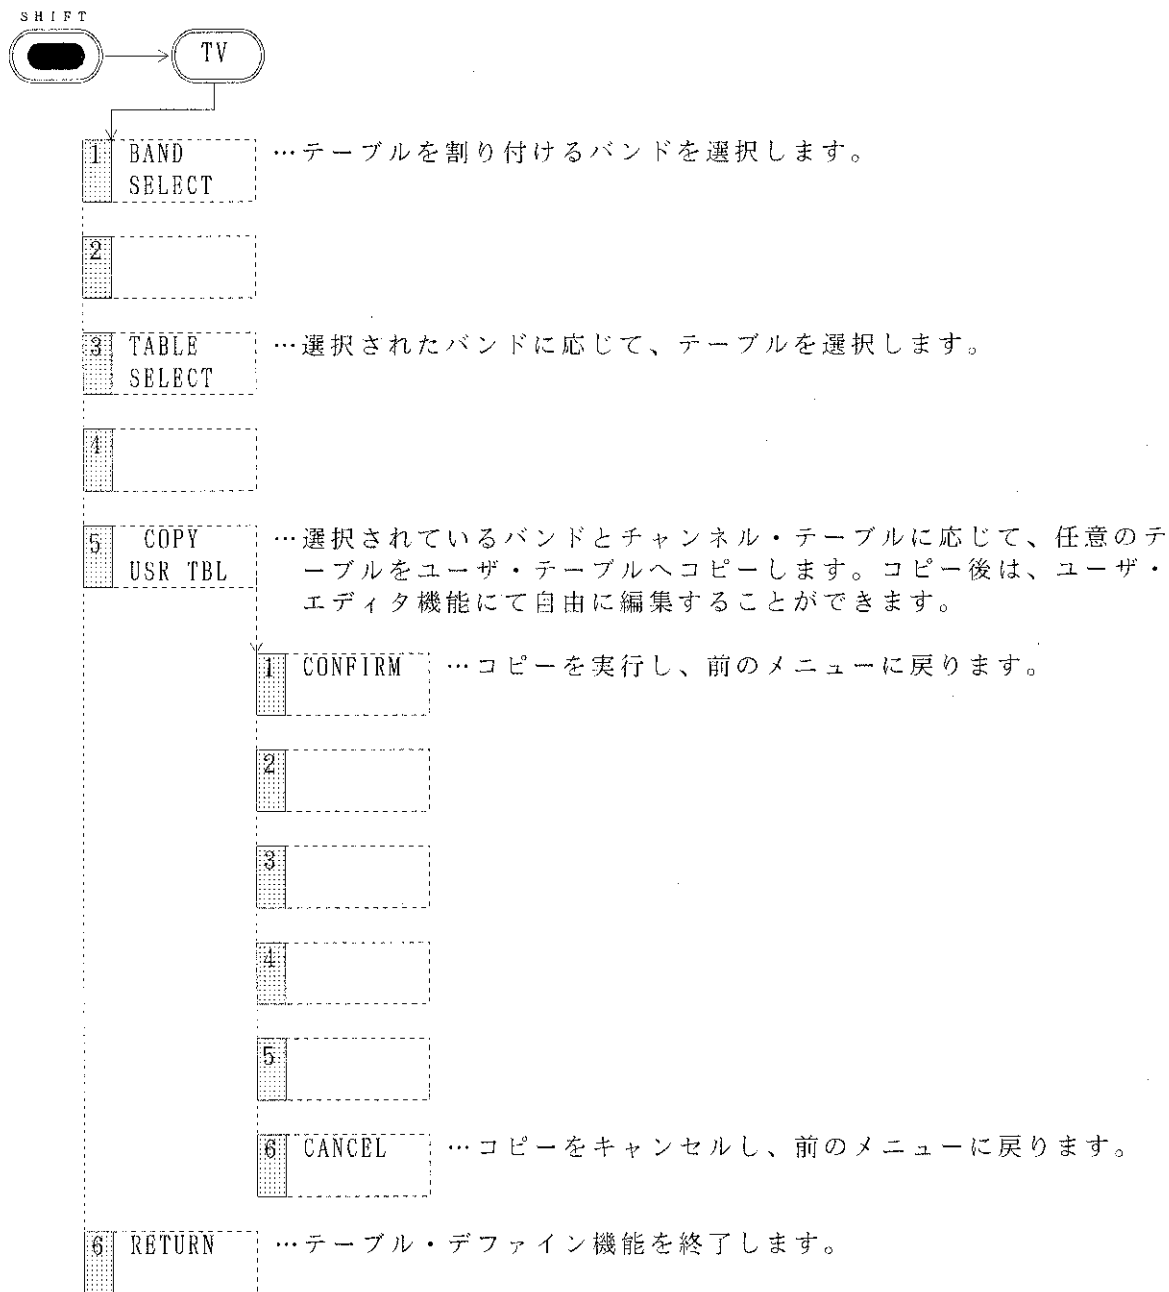 SHIFT
TV
1 BAND SELECT …テーブルを割り付けるバンドを選択します。
2
3 TABLE SELECT …選択されたバンドに応じて、テーブルを選択します。
4
5 COPY USR TBL …選択されているバンドとチャンネル・テーブルに応じて、任意のテ
ーブルをユーザ・テーブルへコピーします。コピー後は、ユーザ・
エディタ機能にて自由に編集することができます。
1 CONFIRM …コピーを実行し、前のメニューに戻ります。
2
3
4
5
6 CANCEL …コピーをキャンセルし、前のメニューに戻ります。
6 RETURN …テーブル・デファイン機能を終了します。